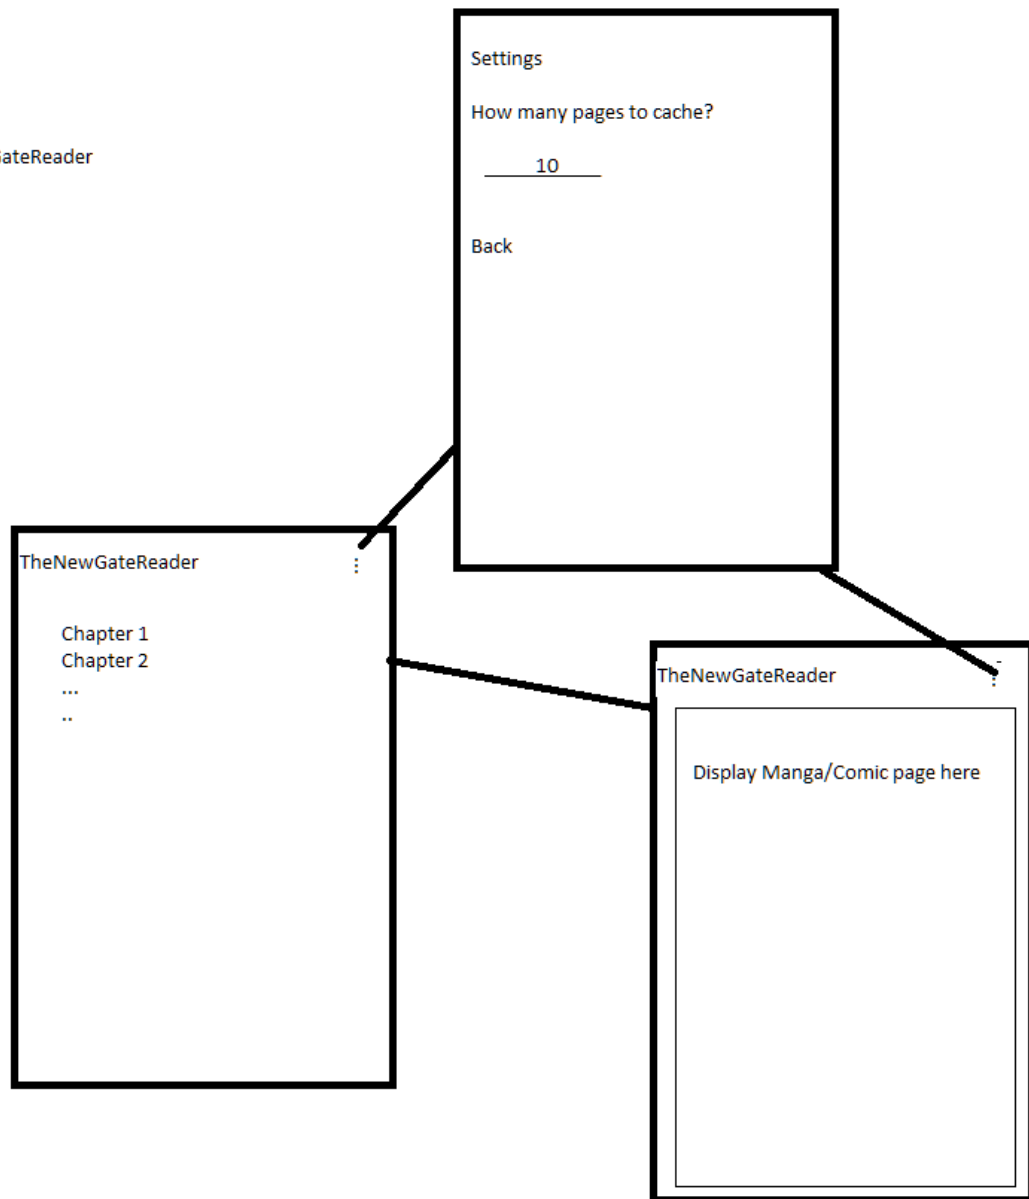 Settings
How many pages to cache?
10
Back
GateReader
TheNewGateReader
Chapter 1
Chapter 2
...
..
TheNewGateReader
Display Manga/Comic page here